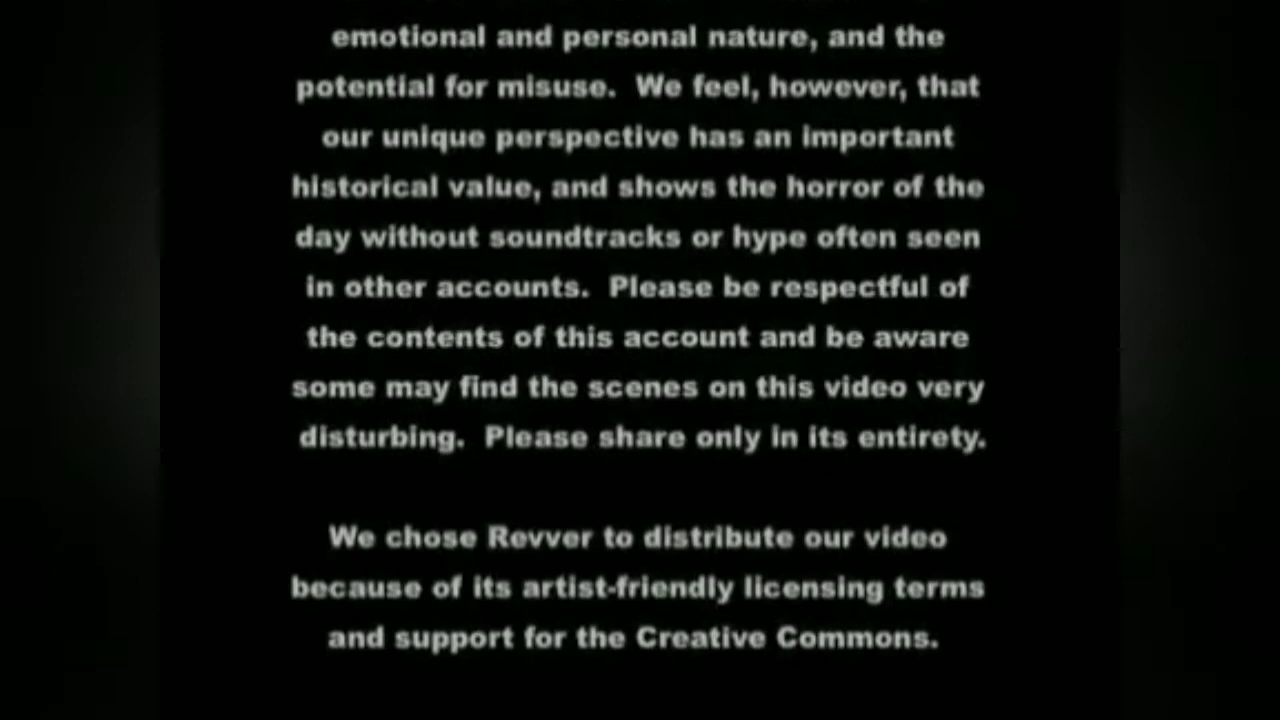 emotional and personal nature, and the
potential for misuse.  We feel, however, that
our unique perspective has an important
historical value, and shows the horror of the
day without soundtracks or hype often seen
in other accounts.  Please be respectful of
the contents of this account and be aware
some may find the scenes on this video very
disturbing.  Please share only in its entirety.
We chose Revver to distribute our video
because of its artist-friendly licensing terms
and support for the Creative Commons.